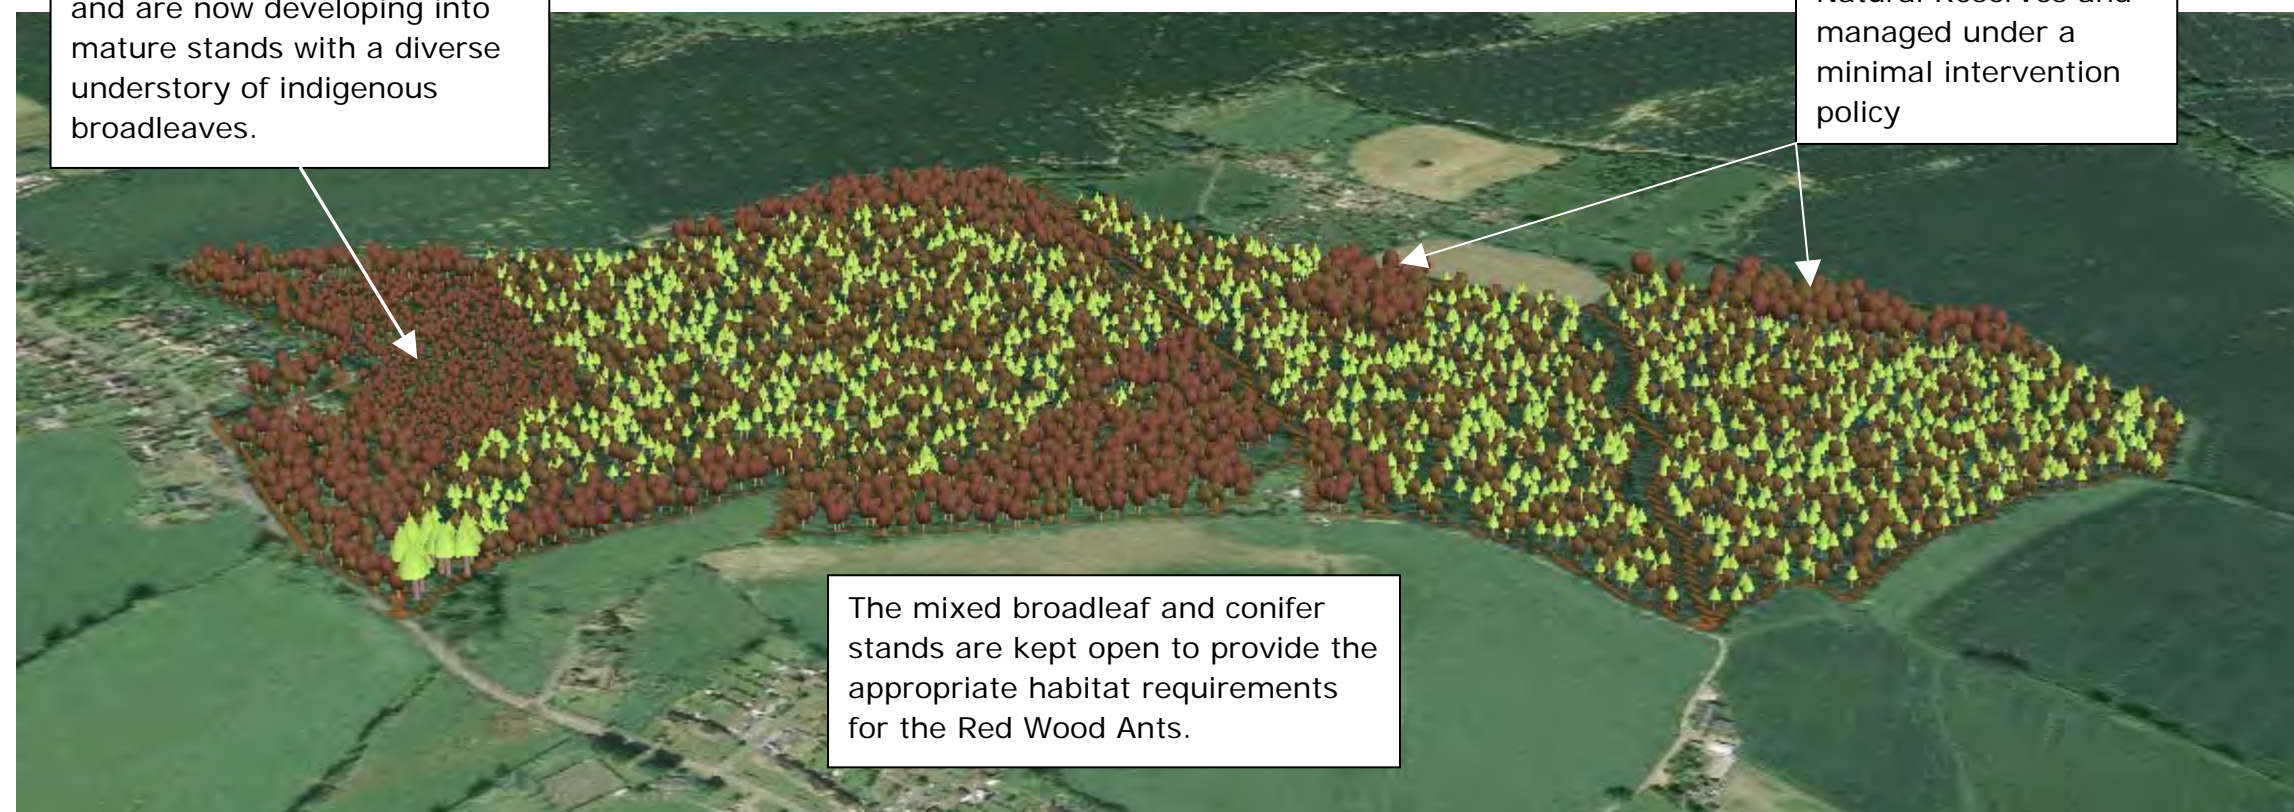 and are now developing into
mature stands with a diverse
understory of indigenous
broadleaves.
Natural Reserves and
managed under a
minimal intervention
policy
The mixed broadleaf and conifer
stands are kept open to provide the
appropriate habitat requirements
for the Red Wood Ants.